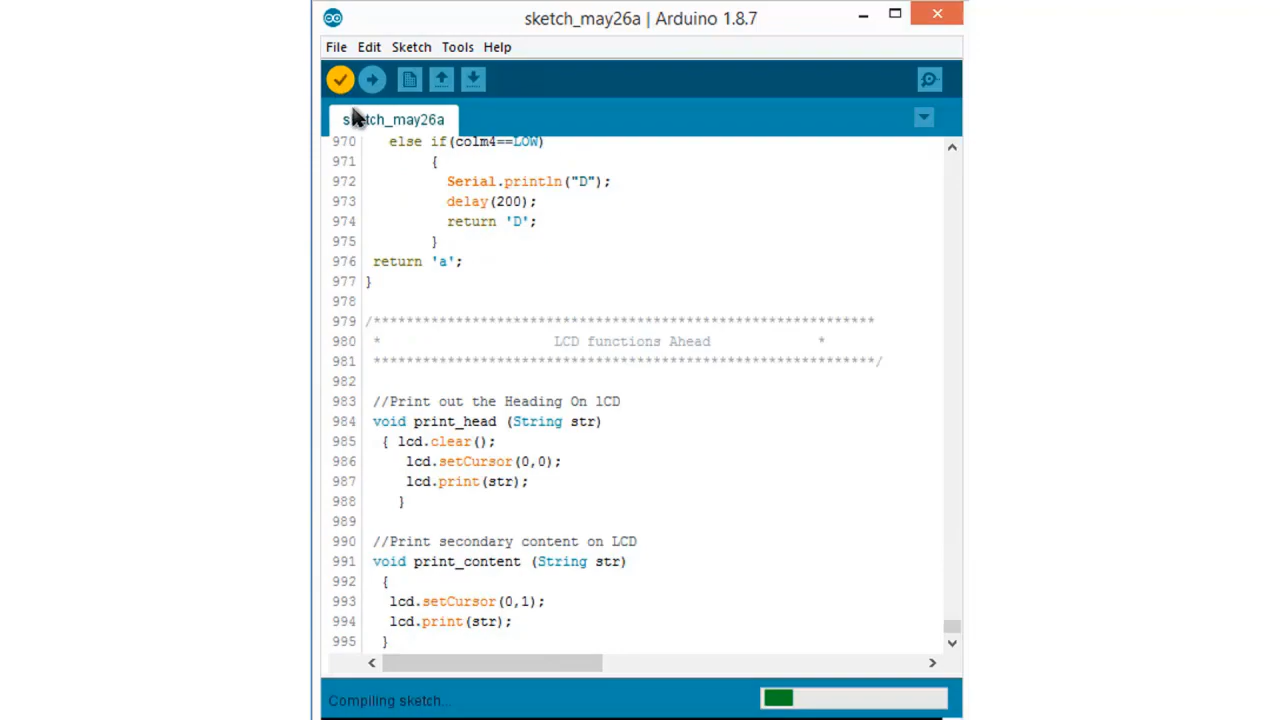 sketch_may26a | Arduino 1.8.7
File Edit Sketch Tools Help
sketch_may26a
970 else if(colm4==LOW)
971 {
972 Serial.println("D");
973 delay(200);
974 return 'D';
975 }
976 return 'a';
977 }
978
979 /*************************************************************
980 * LCD functions Ahead *
981 *************************************************************/
982
983 //Print out the Heading On lCD
984 void print_head (String str)
985 { lcd.clear();
986 lcd.setCursor(0,0);
987 lcd.print(str);
988 }
989
990 //Print secondary content on LCD
991 void print_content (String str)
992 {
993 lcd.setCursor(0,1);
994 lcd.print(str);
995 }
Compiling sketch...